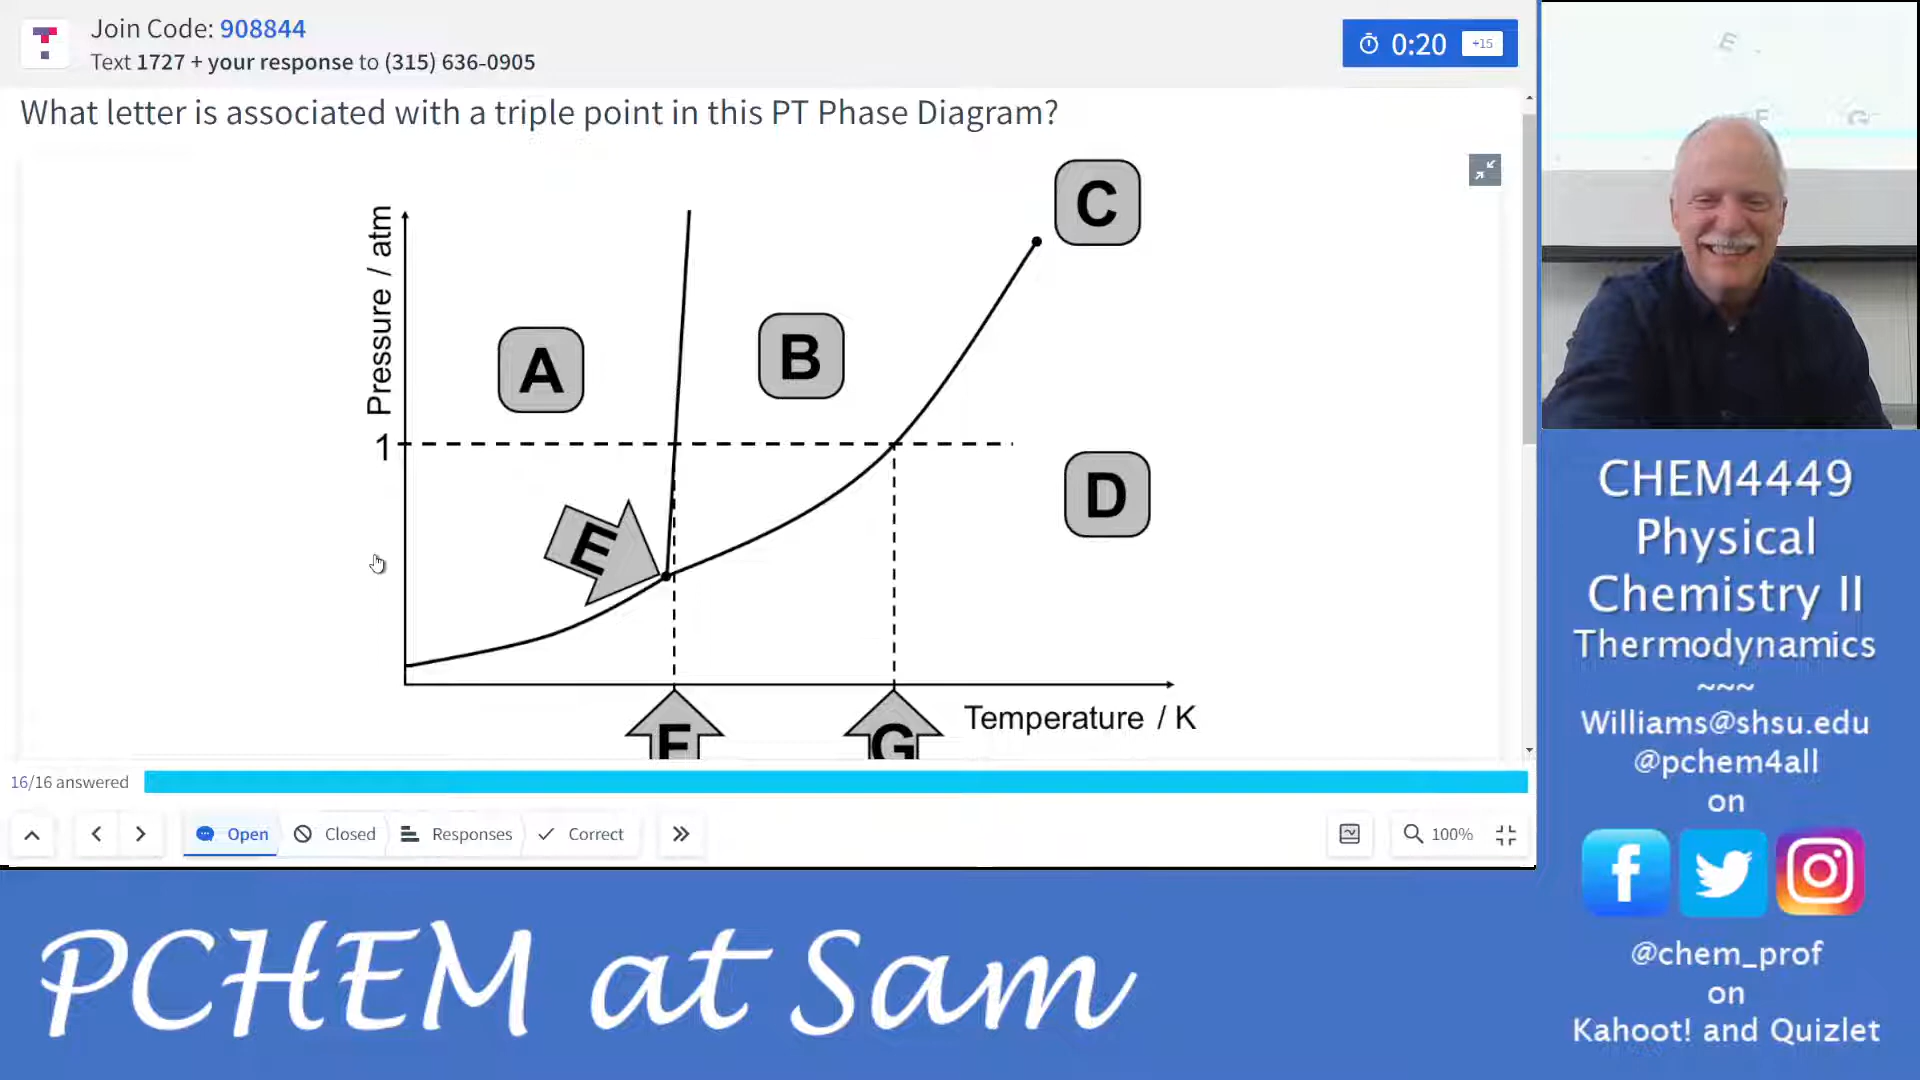 Join Code: 908844
Text 1727 + your response to (315) 636-0905
0:20
+15
What letter is associated with a triple point in this PT Phase Diagram?
Pressure / atm
C
A
B
1
D
E
F
G
Temperature / K
16/16 answered
Open
Closed
Responses
Correct
100%
E
F
G
CHEM4449
Physical
Chemistry II
Thermodynamics
~~~
Williams@shsu.edu
@pchem4all
on
@chem_prof
on
Kahoot! and Quizlet
PCHEM at Sam